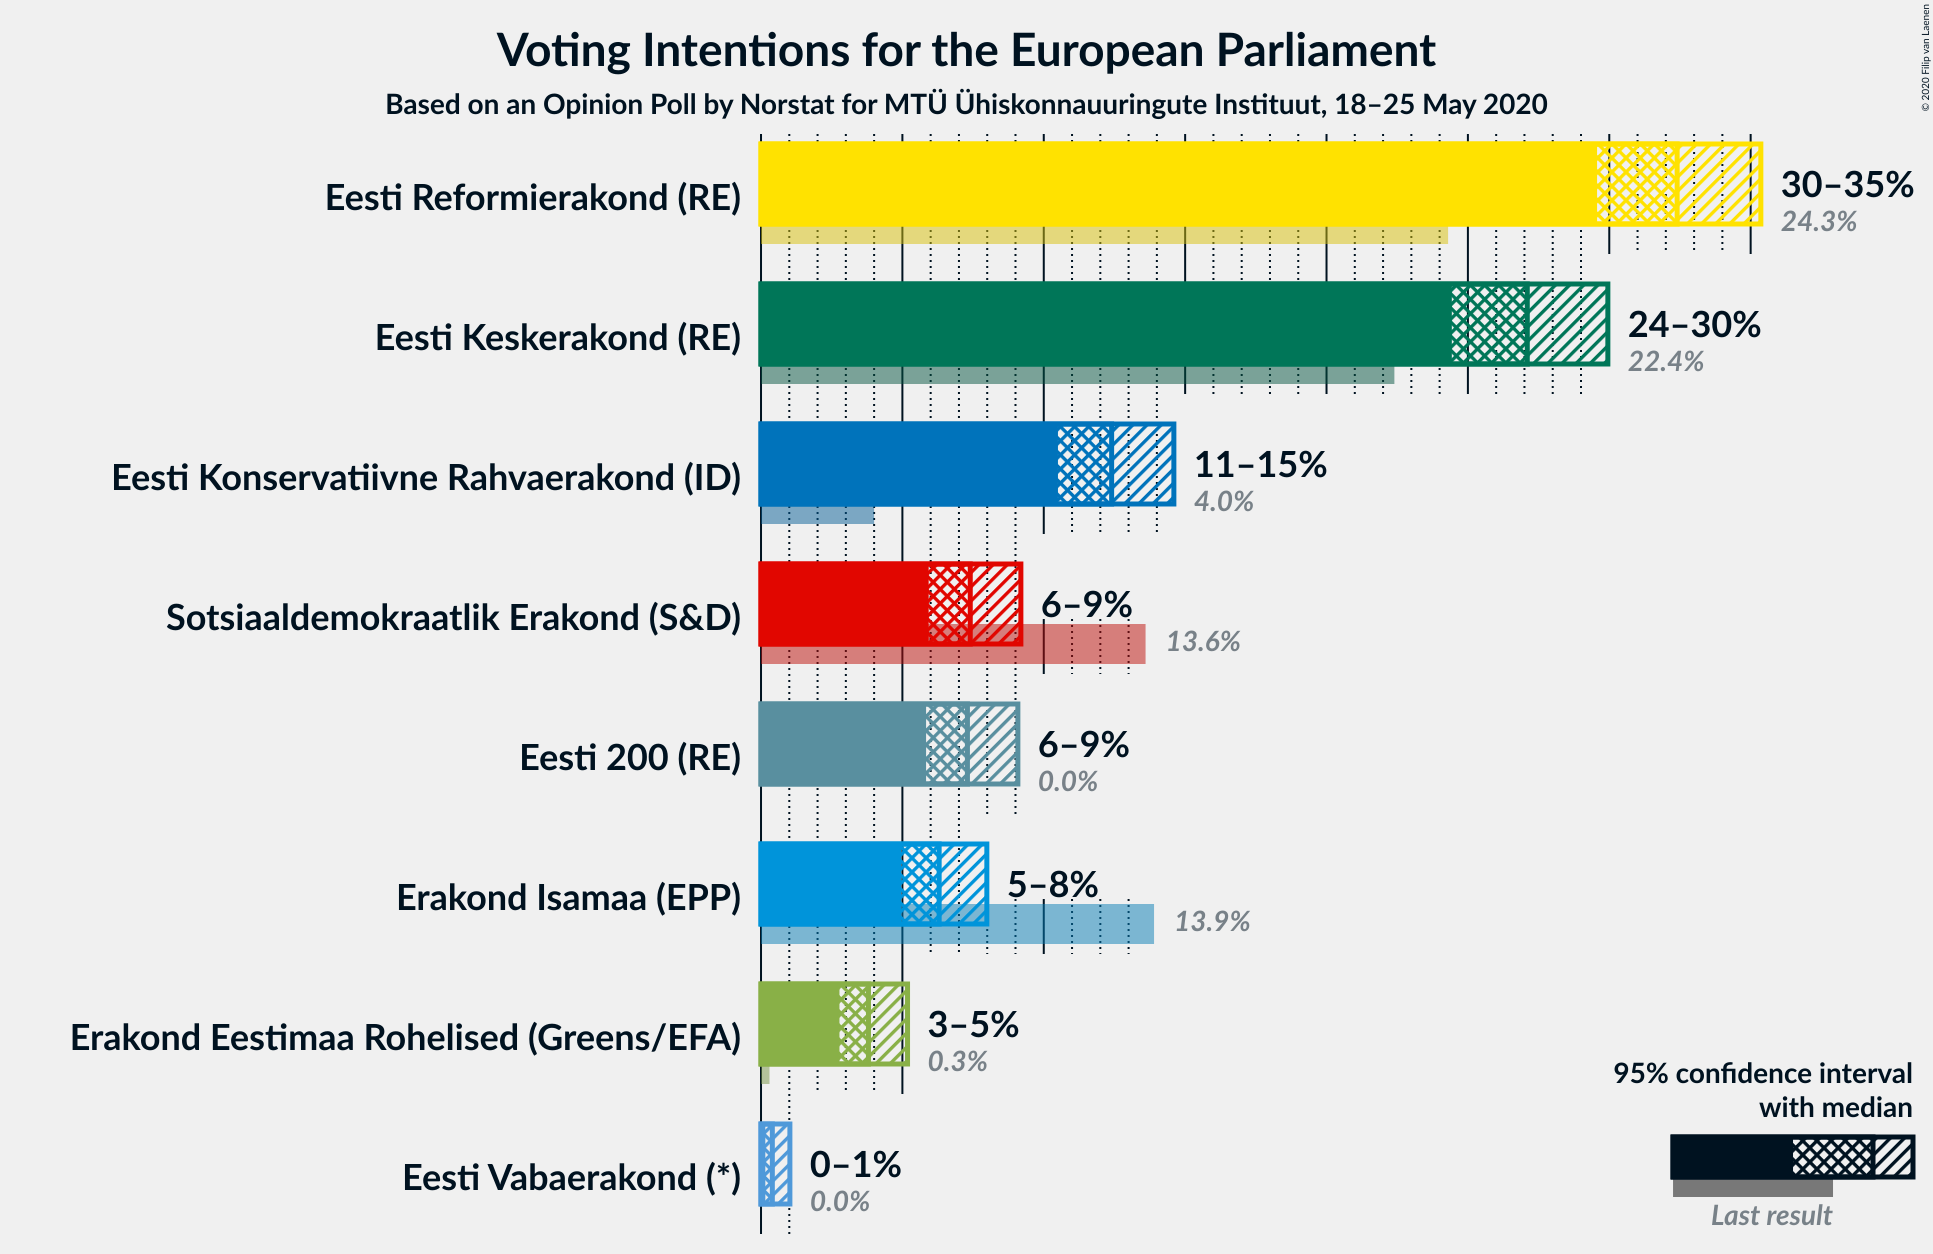 Voting Intentions for the European Parliament
Based on an Opinion Poll by Norstat for MTÜ Ühiskonnauuringute Instituut, 18–25 May 2020
© 2020 Filip van Laenen
Eesti Reformierakond (RE)
30–35%
24.3%
Eesti Keskerakond (RE)
24–30%
22.4%
Eesti Konservatiivne Rahvaerakond (ID)
11–15%
4.0%
Sotsiaaldemokraatlik Erakond (S&D)
6–9%
13.6%
Eesti 200 (RE)
6–9%
0.0%
Erakond Isamaa (EPP)
5–8%
13.9%
Erakond Eestimaa Rohelised (Greens/EFA)
3–5%
0.3%
Eesti Vabaerakond (*)
0–1%
0.0%
95% confidence interval
with median
Last result